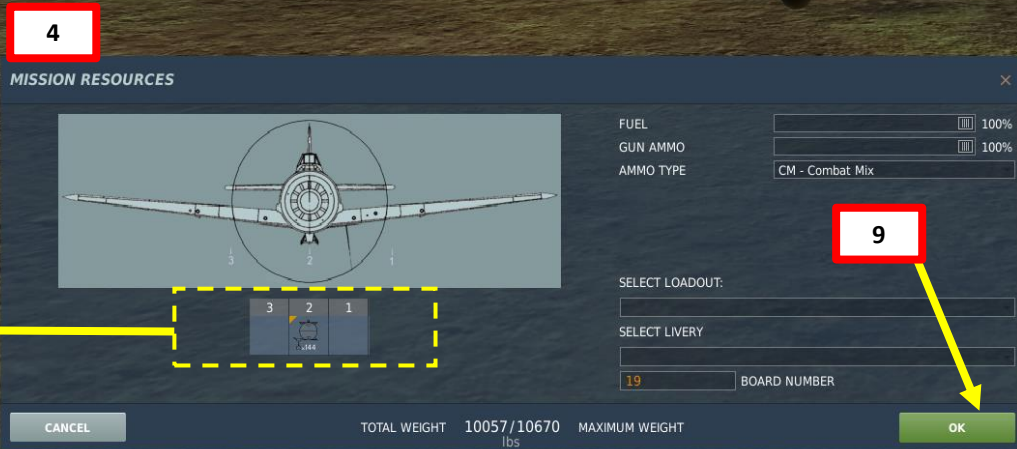 4
MISSION RESOURCES
×
FUEL 100%
GUN AMMO 100%
AMMO TYPE CM - Combat Mix
9
3 2 1
SELECT LOADOUT:
3 2 1
SELECT LIVERY
19 BOARD NUMBER
CANCEL TOTAL WEIGHT 10057/10670 MAXIMUM WEIGHT OK
lbs